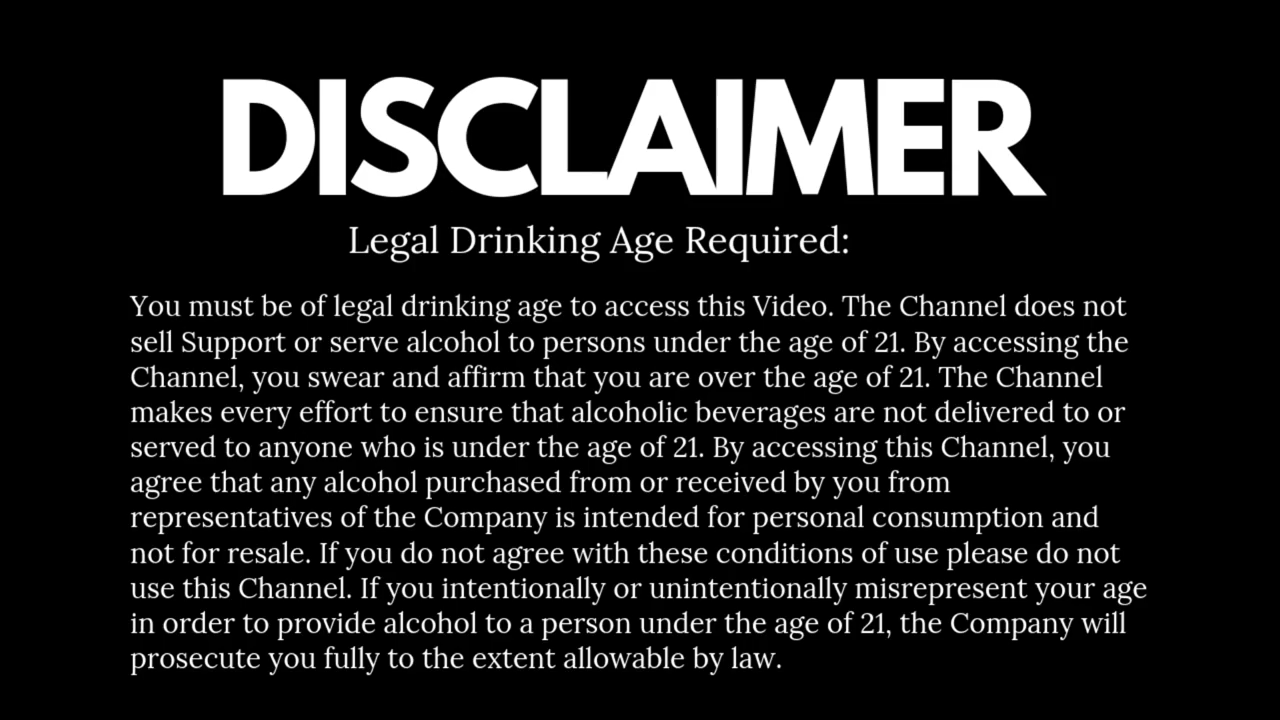 DISCLAIMER
Legal Drinking Age Required:
You must be of legal drinking age to access this Video. The Channel does not
sell Support or serve alcohol to persons under the age of 21. By accessing the
Channel, you swear and affirm that you are over the age of 21. The Channel
makes every effort to ensure that alcoholic beverages are not delivered to or
served to anyone who is under the age of 21. By accessing this Channel, you
agree that any alcohol purchased from or received by you from
representatives of the Company is intended for personal consumption and
not for resale. If you do not agree with these conditions of use please do not
use this Channel. If you intentionally or unintentionally misrepresent your age
in order to provide alcohol to a person under the age of 21, the Company will
prosecute you fully to the extent allowable by law.